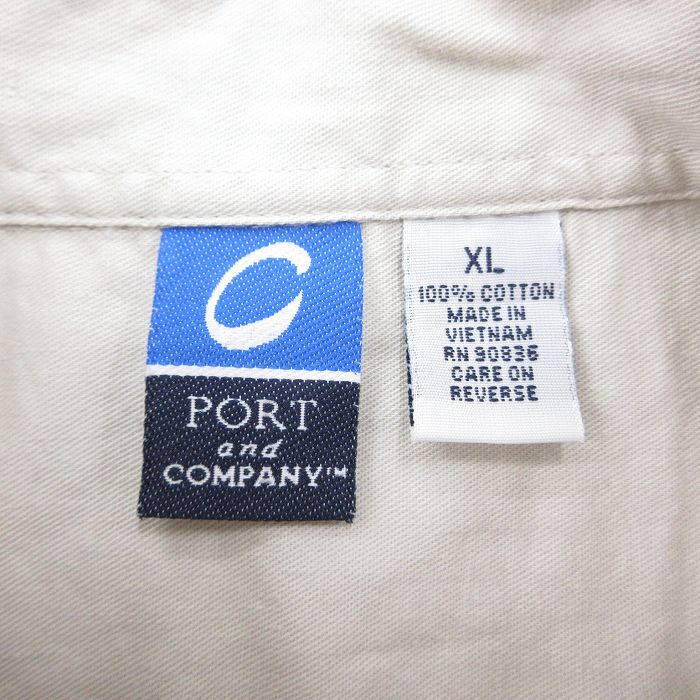 PORT
and
COMPANY™
XL
100% COTTON
MADE IN
VIETNAM
RN 90836
CARE ON
REVERSE